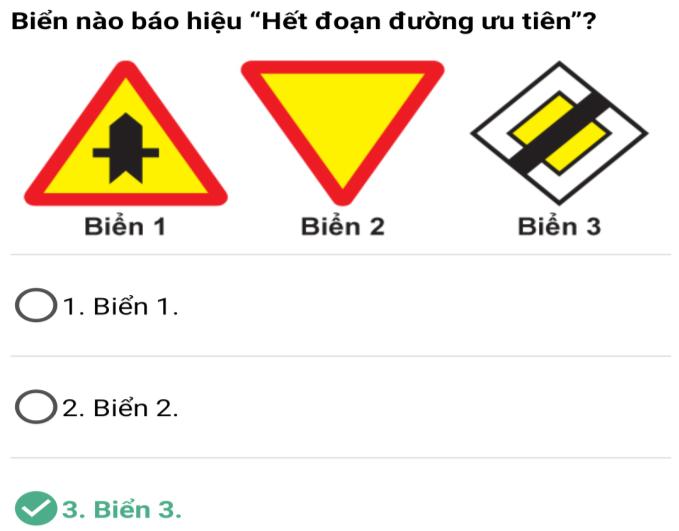 Biển nào báo hiệu “Hết đoạn đường ưu tiên”?
Biển 1 Biển 2 Biển 3
1. Biển 1.
2. Biển 2.
3. Biển 3.